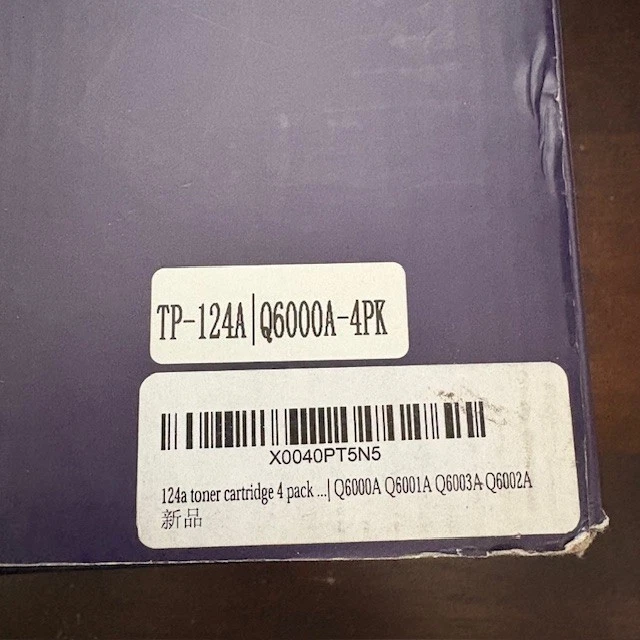 TP-124A|Q6000A-4PK
X0040PT5N5
124a toner cartridge 4 pack ...| Q6000A Q6001A Q6003A Q6002A
新品